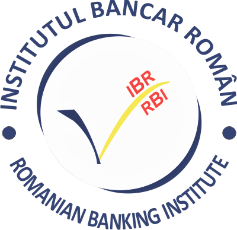 INSTITUTUL BANCAR ROMÂN
IBR
RBI
ROMANIAN BANKING INSTITUTE